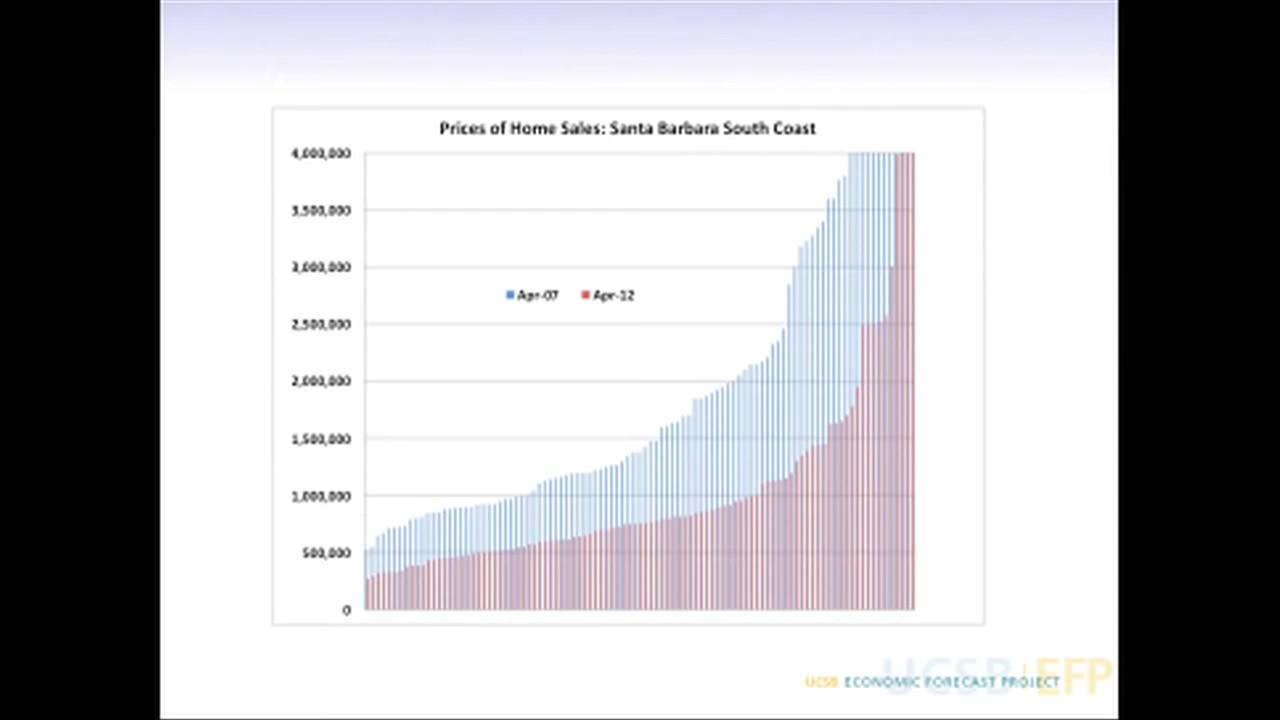 Prices of Home Sales: Santa Barbara South Coast
4,000,000
3,500,000
3,000,000
Apr-07 Apr-12
2,500,000
2,000,000
1,500,000
1,000,000
500,000
0
UCSB EFP
UCSB ECONOMIC FORECAST PROJECT